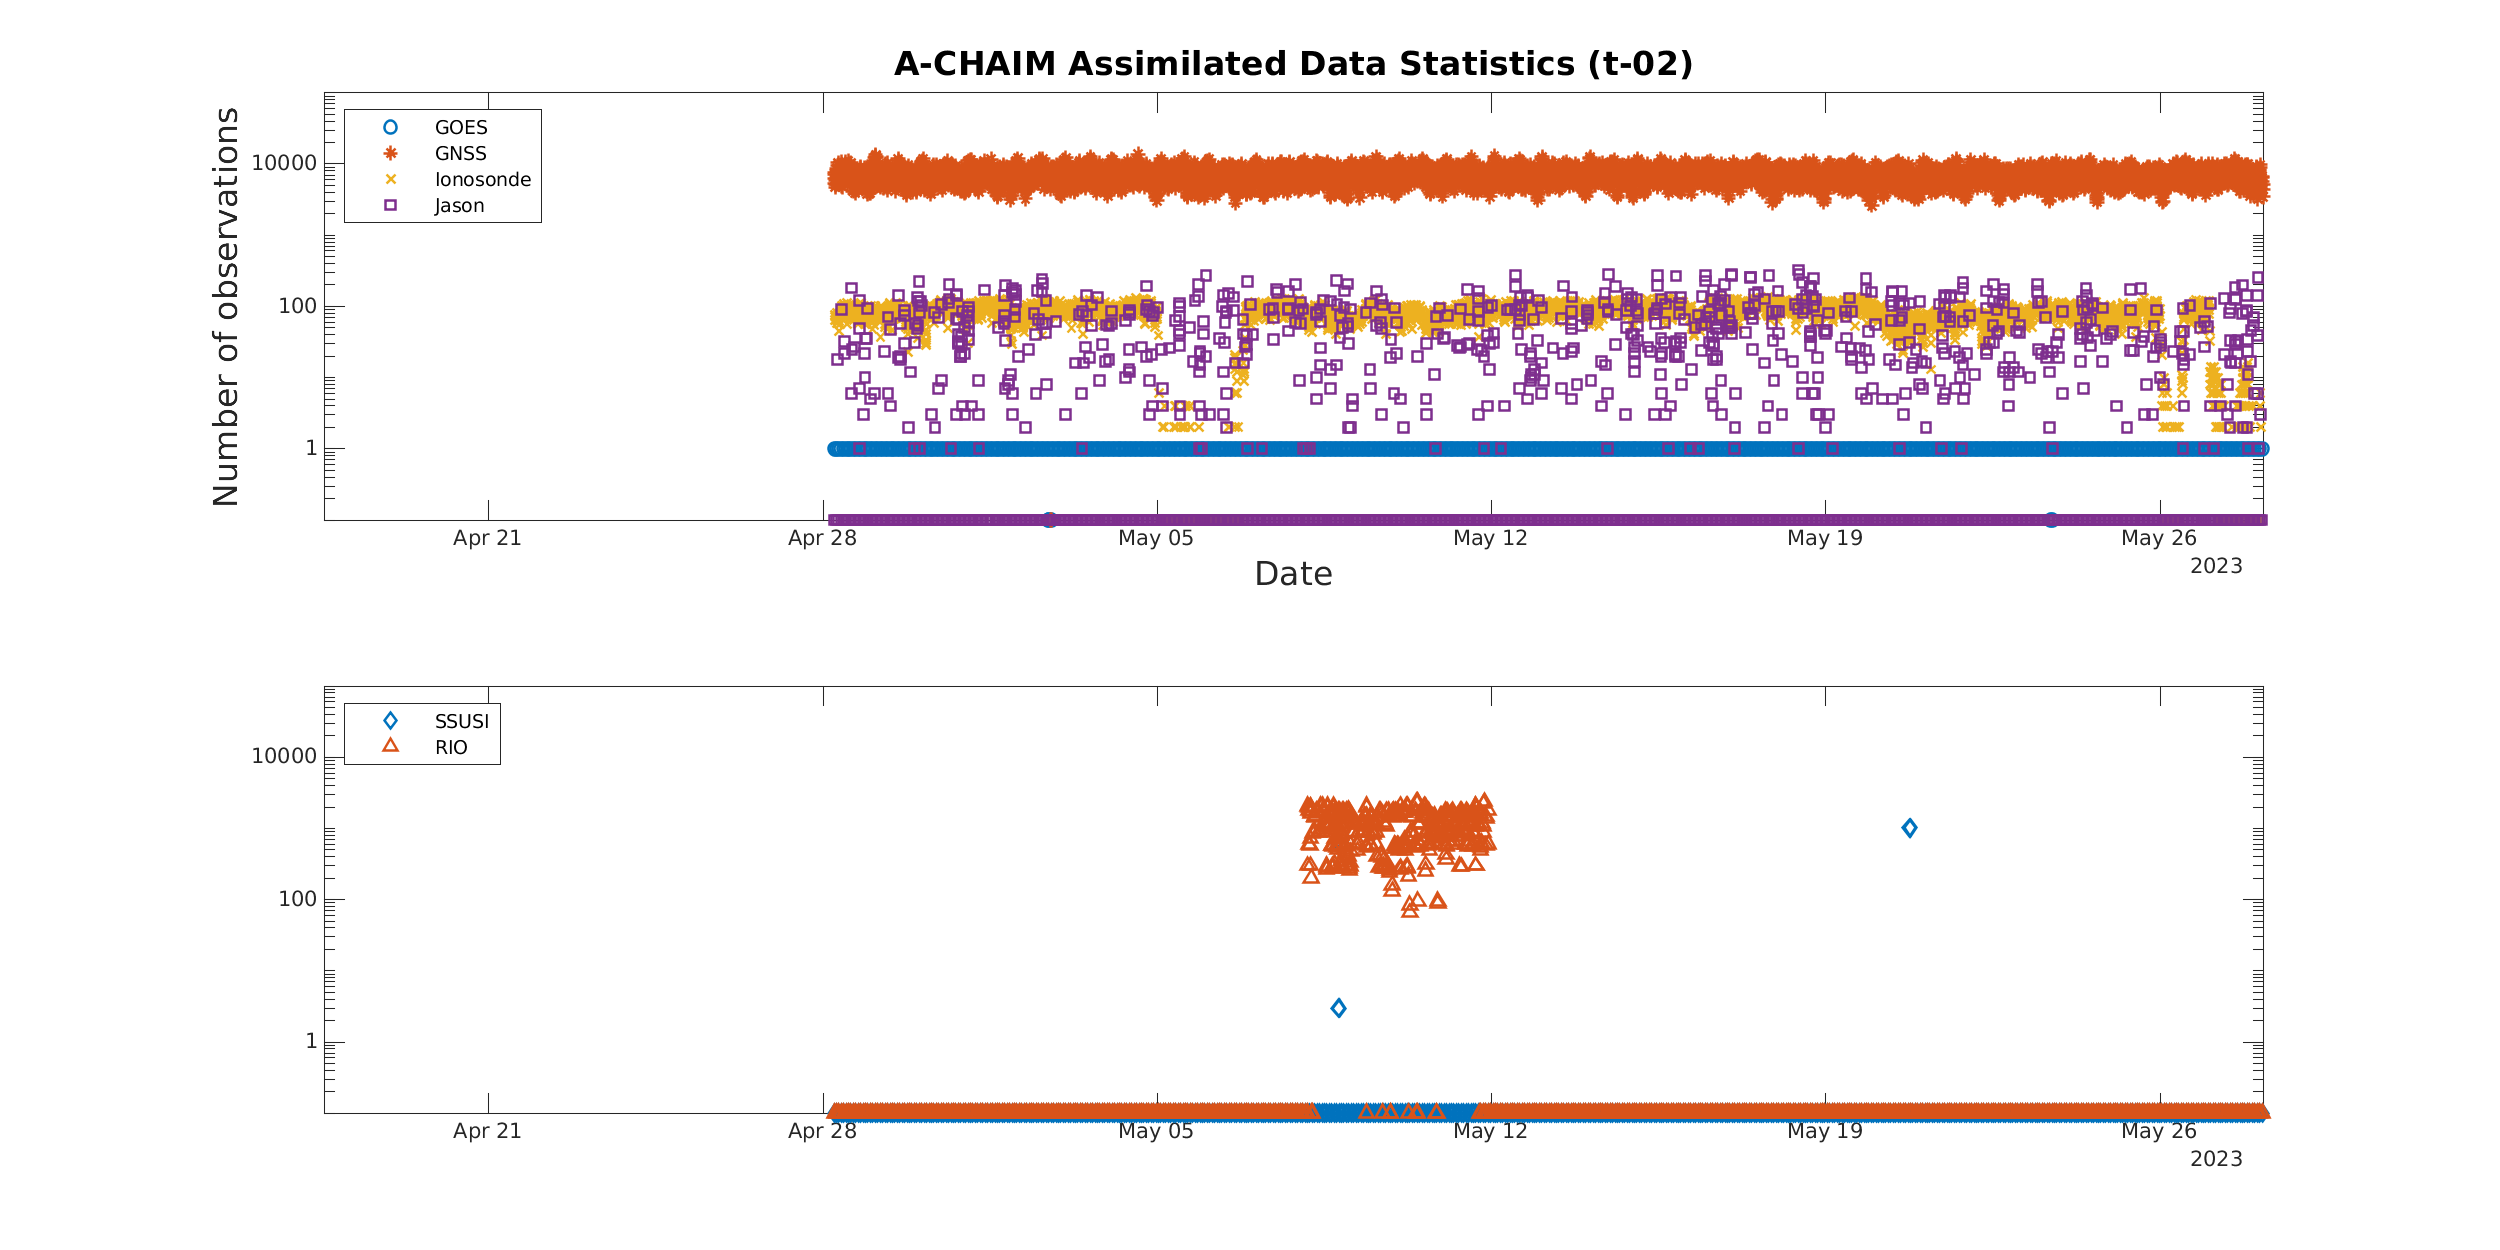 A-CHAIM Assimilated Data Statistics (t-02)
Number of observations
10000
100
1
GOES
GNSS
Ionosonde
Jason
Apr 21
Apr 28
May 05
May 12
May 19
May 26
2023
Date
10000
100
1
SSUSI
RIO
Apr 21
Apr 28
May 05
May 12
May 19
May 26
2023